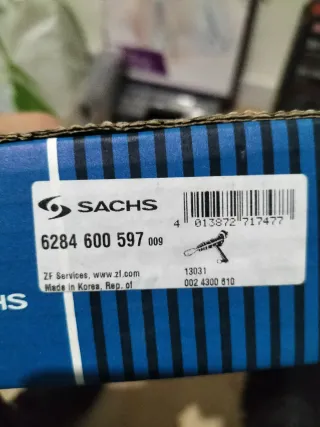 SACHS
4 013872 717477
6284 600 597 009
ZF Services, www.zf.com
Made in Korea, Rep. of
13031
002 4300 610
HS